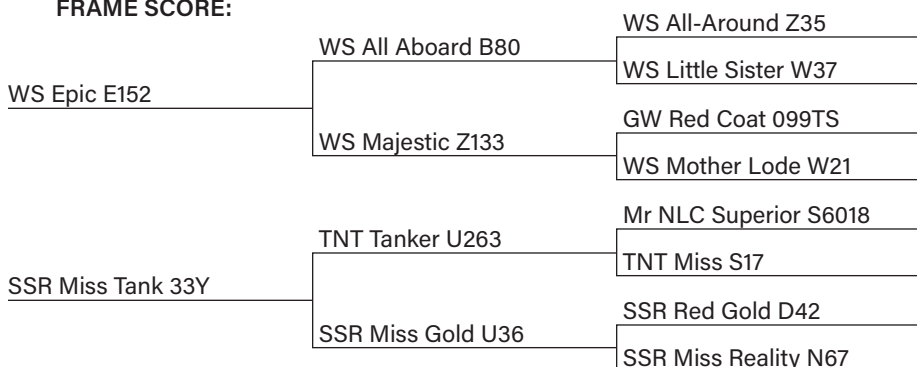 FRAME SCORE:
WS All-Around Z35
WS All Aboard B80
WS Little Sister W37
WS Epic E152
GW Red Coat 099TS
WS Majestic Z133
WS Mother Lode W21
Mr NLC Superior S6018
TNT Tanker U263
TNT Miss S17
SSR Miss Tank 33Y
SSR Red Gold D42
SSR Miss Gold U36
SSR Miss Reality N67